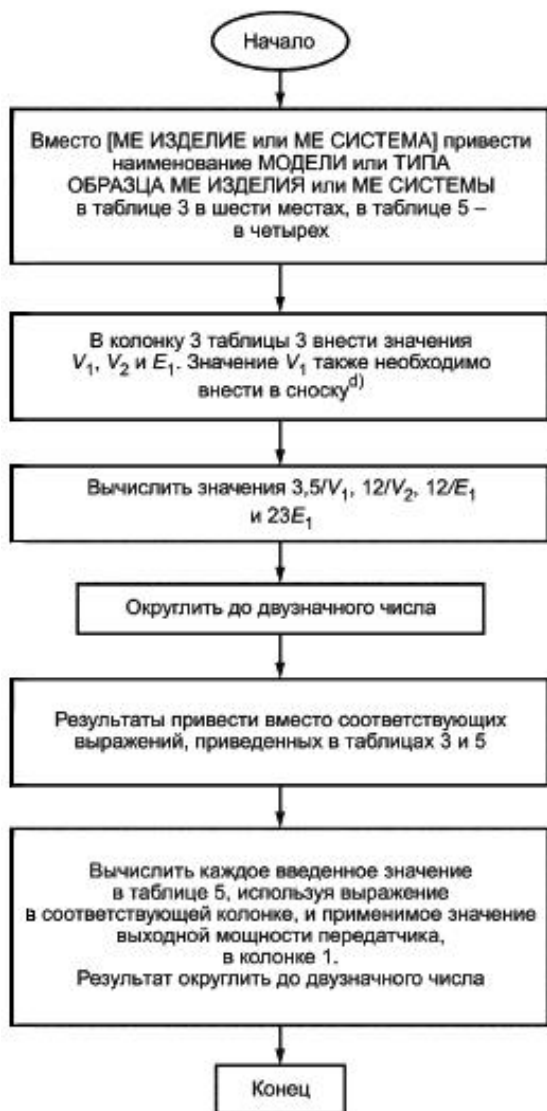 Начало
Вместо [МЕ ИЗДЕЛИЕ или МЕ СИСТЕМА] привести
наименование МОДЕЛИ или ТИПА
ОБРАЗЦА МЕ ИЗДЕЛИЯ или МЕ СИСТЕМЫ
в таблице 3 в шести местах, в таблице 5 –
в четырех
В колонку 3 таблицы 3 внести значения
V₁, V₂ и E₁. Значение V₁ также необходимо
внести в сноскуᵈ⁾
Вычислить значения 3,5/V₁, 12/V₂, 12/E₁
и 23E₁
Округлить до двузначного числа
Результаты привести вместо соответствующих
выражений, приведенных в таблицах 3 и 5
Вычислить каждое введенное значение
в таблице 5, используя выражение
в соответствующей колонке, и применимое значение
выходной мощности передатчика,
в колонке 1.
Результат округлить до двузначного числа
Конец